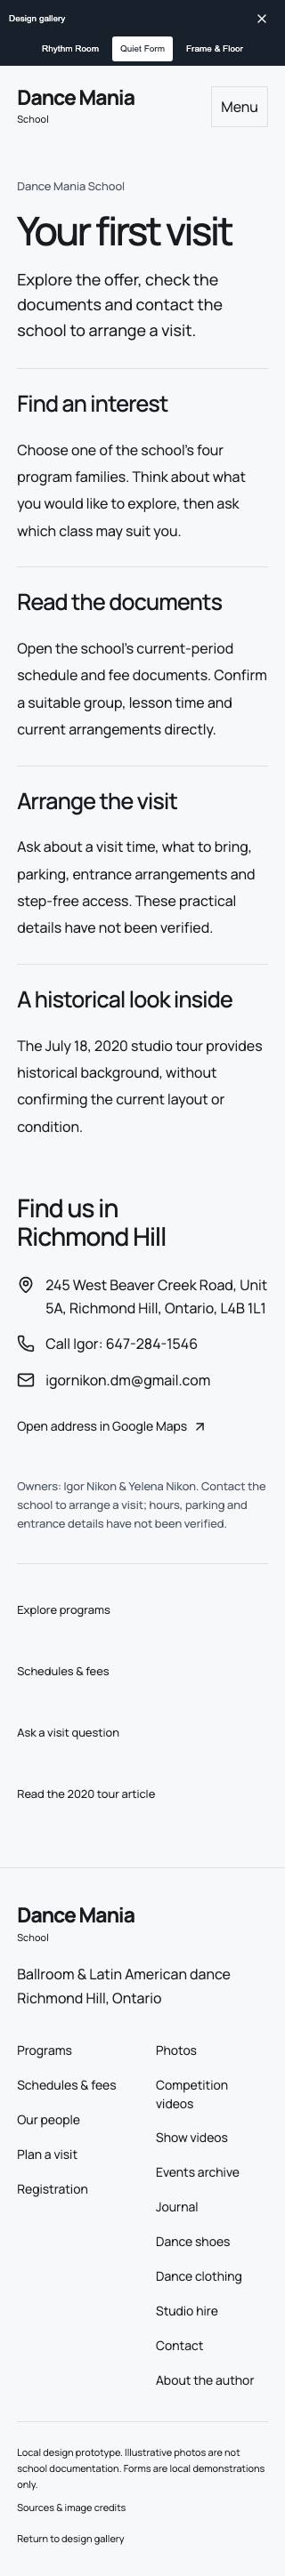 Design gallery
Rhythm Room
Quiet Form
Frame & Floor
Dance Mania
School
Menu
Dance Mania School
Your first visit
Explore the offer, check the
documents and contact the
school to arrange a visit.
Find an interest
Choose one of the school's four
program families. Think about what
you would like to explore, then ask
which class may suit you.
Read the documents
Open the school's current-period
schedule and fee documents. Confirm
a suitable group, lesson time and
current arrangements directly.
Arrange the visit
Ask about a visit time, what to bring,
parking, entrance arrangements and
step-free access. These practical
details have not been verified.
A historical look inside
The July 18, 2020 studio tour provides
historical background, without
confirming the current layout or
condition.
Find us in
Richmond Hill
245 West Beaver Creek Road, Unit
5A, Richmond Hill, Ontario, L4B 1L1
Call Igor: 647-284-1546
igornikon.dm@gmail.com
Open address in Google Maps
Owners: Igor Nikon & Yelena Nikon. Contact the
school to arrange a visit; hours, parking and
entrance details have not been verified.
Explore programs
Schedules & fees
Ask a visit question
Read the 2020 tour article
Dance Mania
School
Ballroom & Latin American dance
Richmond Hill, Ontario
Programs
Schedules & fees
Our people
Plan a visit
Registration
Photos
Competition
videos
Show videos
Events archive
Journal
Dance shoes
Dance clothing
Studio hire
Contact
About the author
Local design prototype. Illustrative photos are not
school documentation. Forms are local demonstrations
only.
Sources & image credits
Return to design gallery